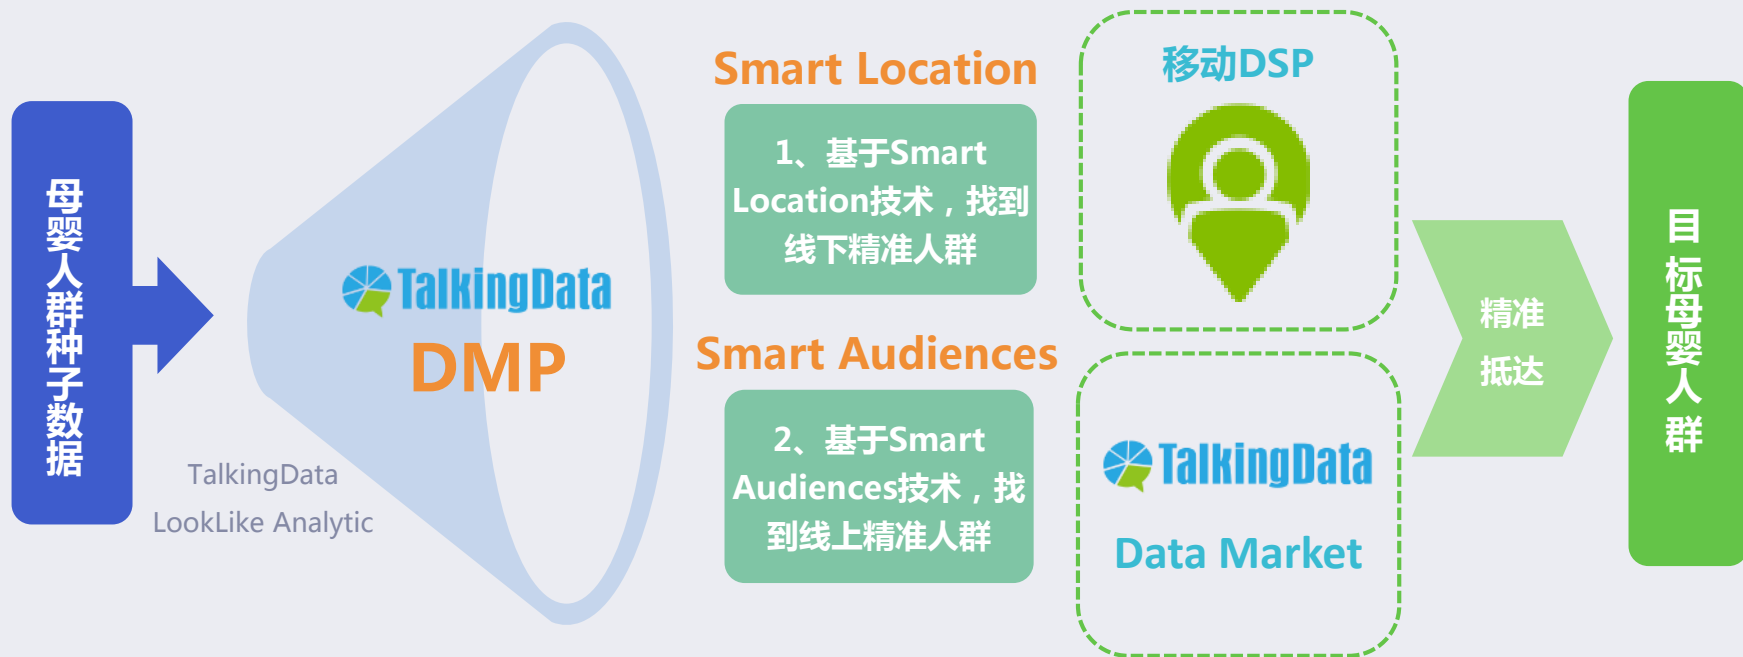 母婴人群种子数据
TalkingData
LookLike Analytic
TalkingData
DMP
Smart Location
1、基于Smart
Location技术，找到
线下精准人群
Smart Audiences
2、基于Smart
Audiences技术，找
到线上精准人群
移动DSP
TalkingData
Data Market
精准
抵达
目标母婴人群